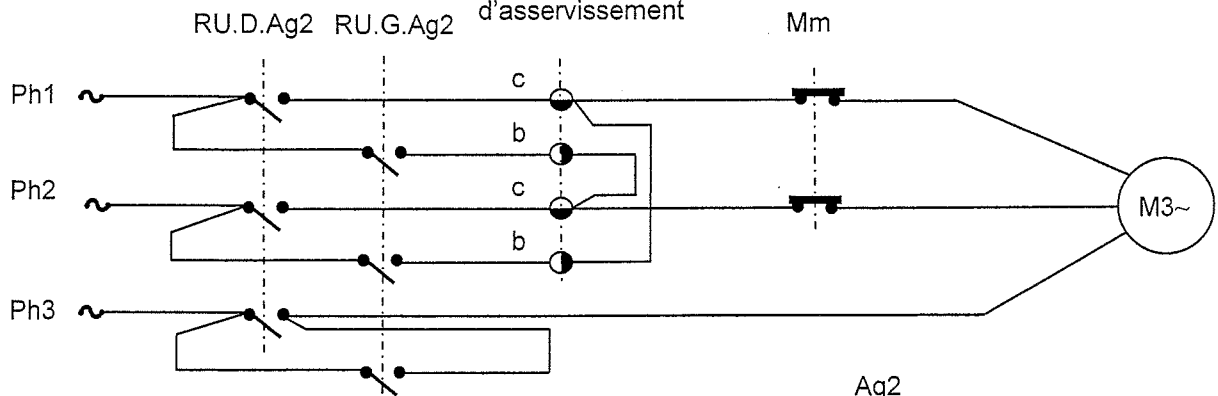 d'asservissement
RU.D.Ag2 RU.G.Ag2 Mm
Ph1
c
b
Ph2
c
M3~
b
Ph3
Ag2